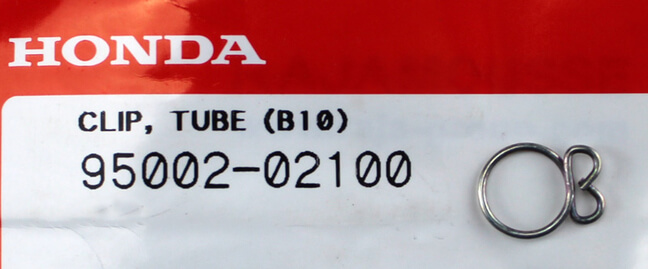 HONDA
CLIP, TUBE (B10)
95002-02100